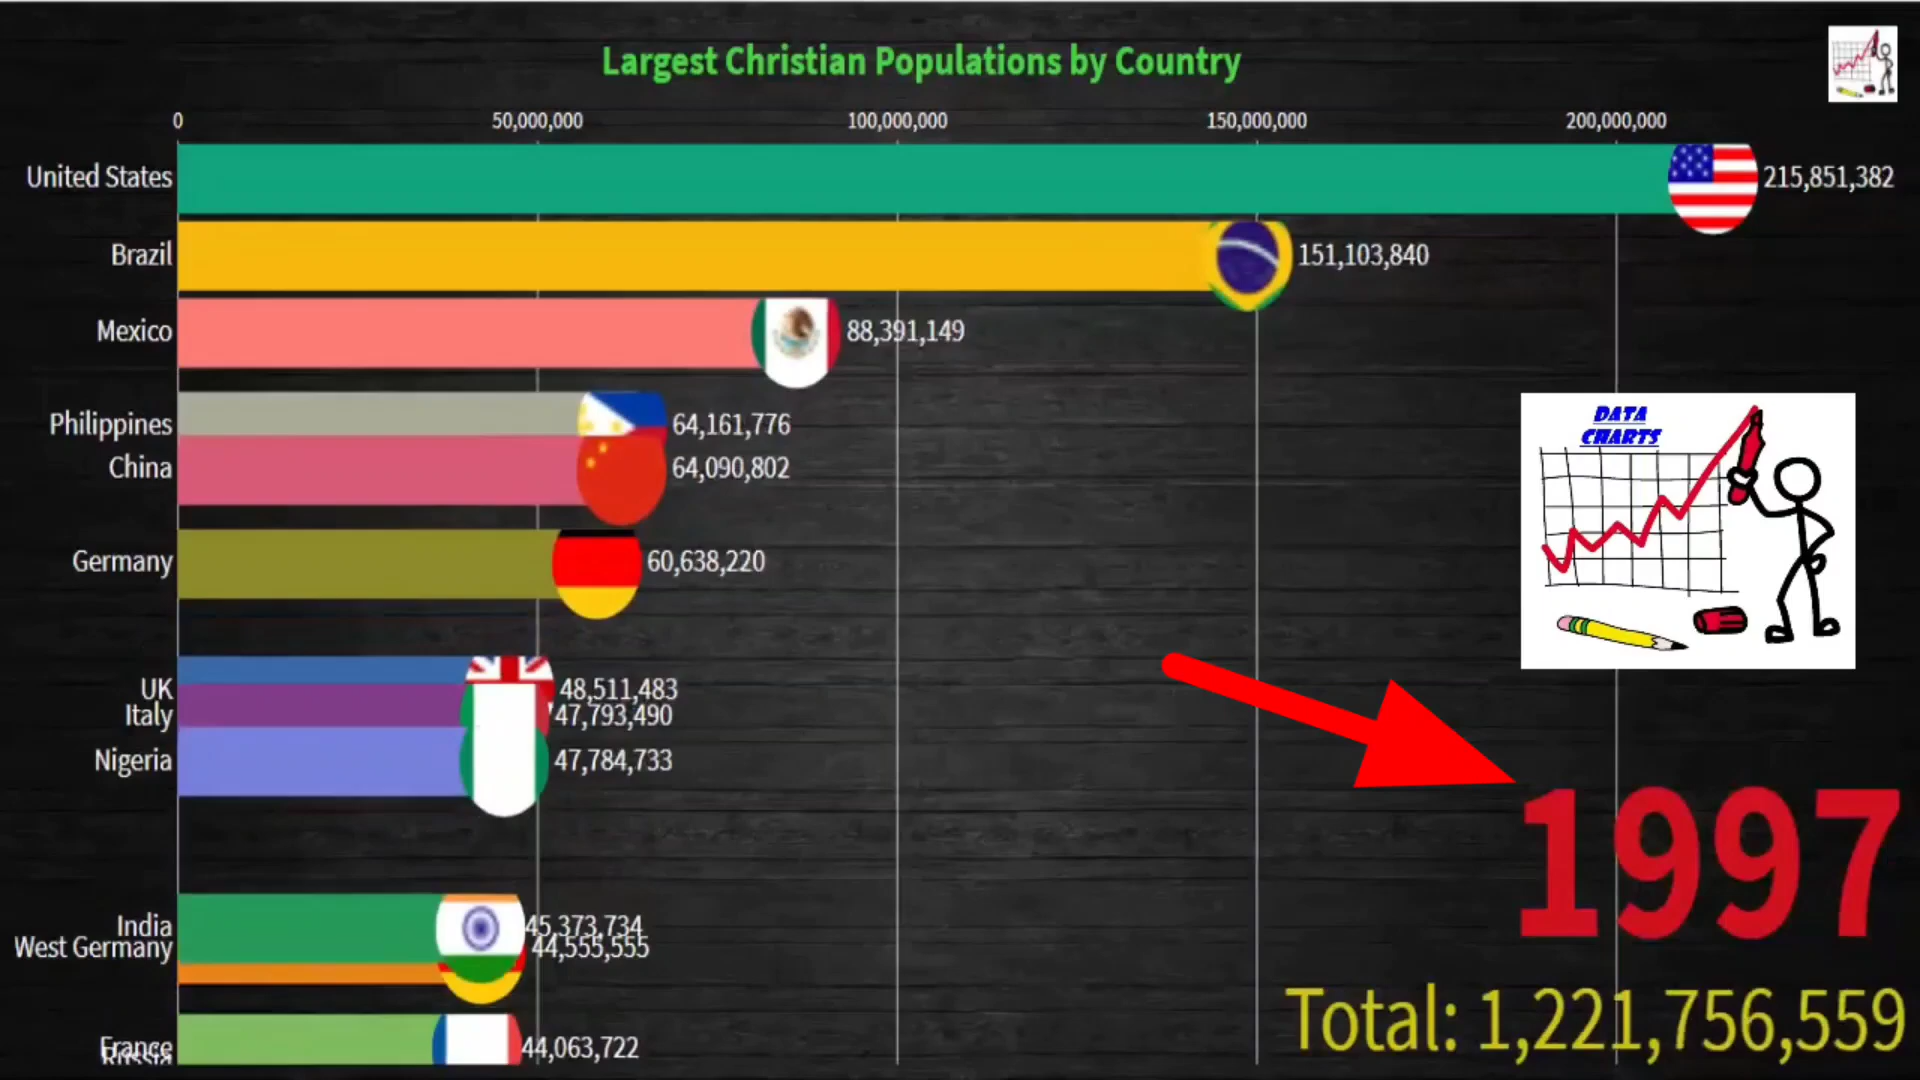 Largest Christian Populations by Country
0 50,000,000 100,000,000 150,000,000 200,000,000
United States 215,851,382
Brazil 151,103,840
Mexico 88,391,149
Philippines 64,161,776
China 64,090,802
DATA
CHARTS
Germany 60,638,220
UK 48,511,483
Italy 47,793,490
Nigeria 47,784,733
1997
India 45,373,734
West Germany 44,555,555
Total: 1,221,756,559
France 44,063,722
Russia